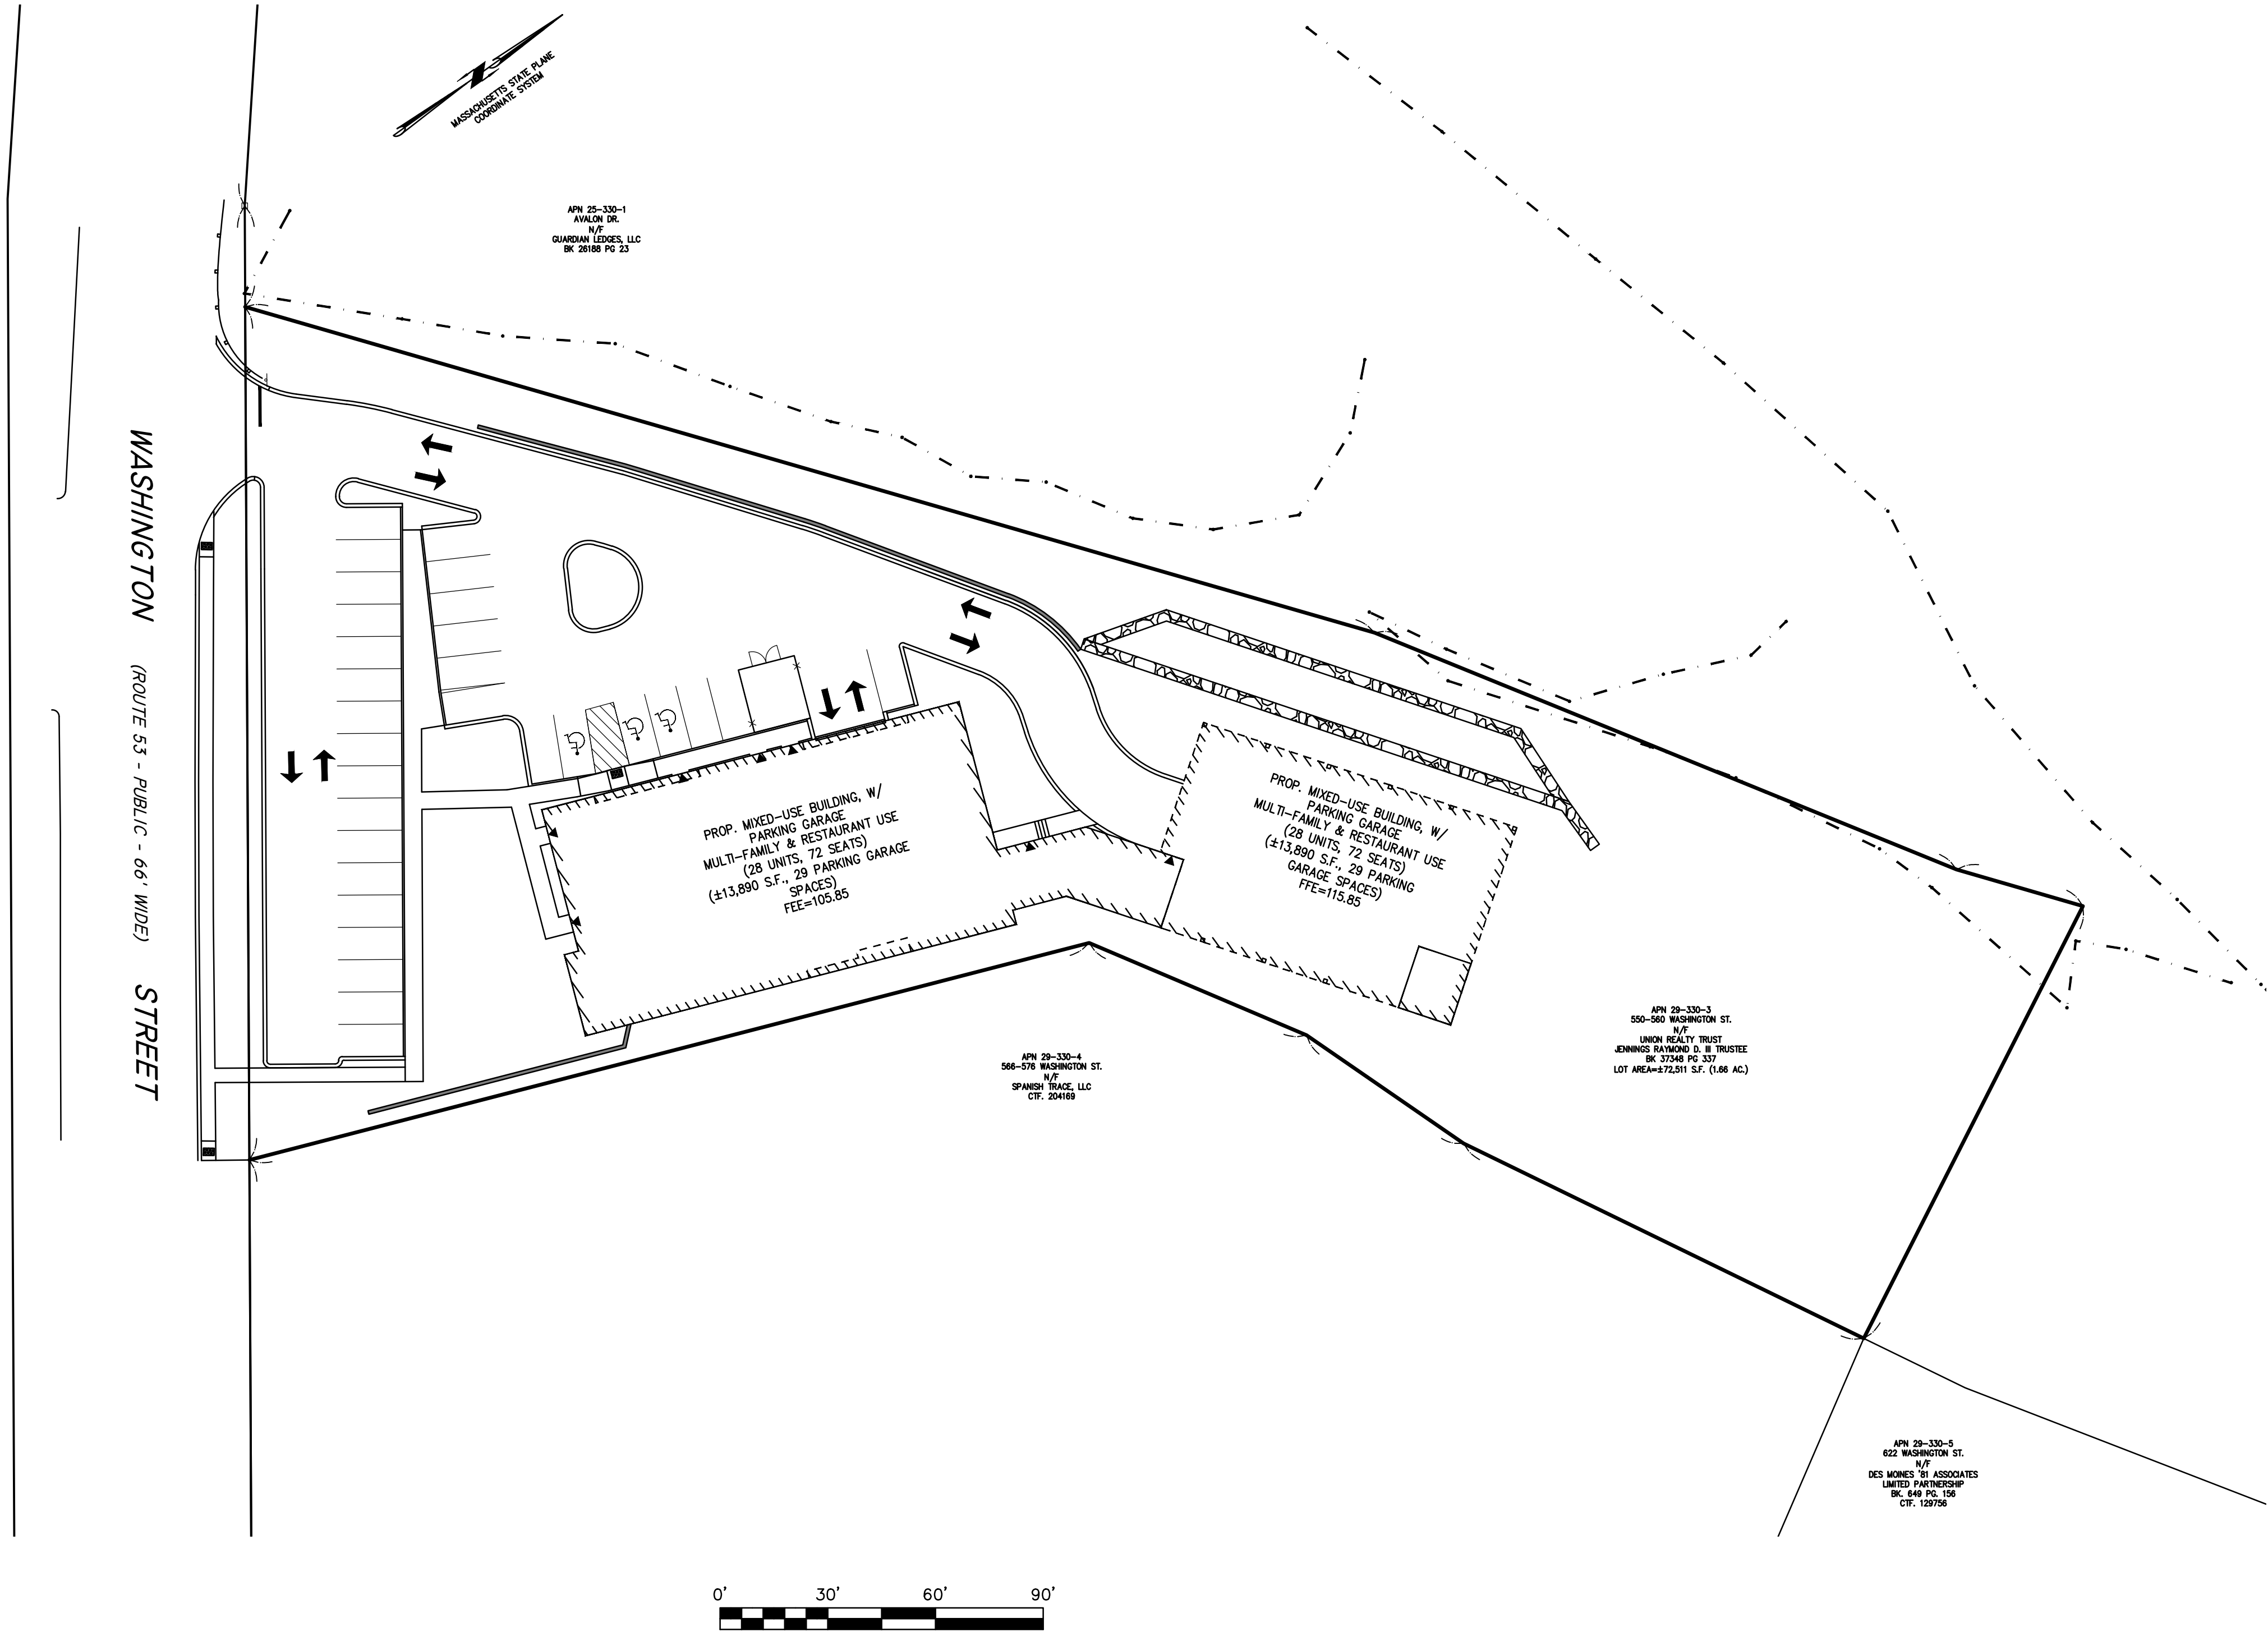 MASSACHUSETTS STATE PLANE
COORDINATE SYSTEM
APN 25-330-1
AVALON DR.
N/F
GUARDIAN LEDGES, LLC
BK 26188 PG 23
WASHINGTON (ROUTE 53 - PUBLIC - 66' WIDE) STREET
PROP. MIXED-USE BUILDING, W/
PARKING GARAGE
MULTI-FAMILY & RESTAURANT USE
(28 UNITS, 72 SEATS)
(±13,890 S.F., 29 PARKING GARAGE
SPACES)
FEE=105.85
PROP. MIXED-USE BUILDING, W/
PARKING GARAGE
MULTI-FAMILY & RESTAURANT USE
(28 UNITS, 72 SEATS)
(±13,890 S.F., 29 PARKING
GARAGE SPACES)
FFE=115.85
APN 29-330-3
550-560 WASHINGTON ST.
N/F
UNION REALTY TRUST
JENNINGS RAYMOND D. III TRUSTEE
BK 37348 PG 337
LOT AREA=±72,511 S.F. (1.66 AC.)
APN 29-330-4
566-576 WASHINGTON ST.
N/F
SPANISH TRACE, LLC
CTF. 204169
APN 29-330-5
622 WASHINGTON ST.
N/F
DES MOINES '81 ASSOCIATES
LIMITED PARTNERSHIP
BK. 649 PG. 156
CTF. 129756
0' 30' 60' 90'